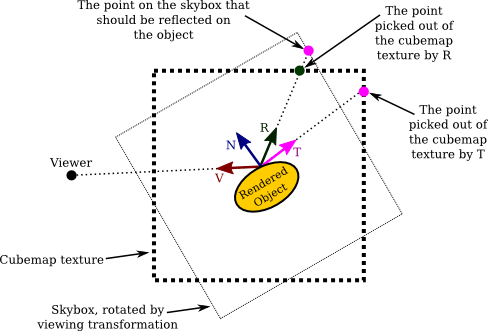 The point on the skybox that
should be reflected on
the object
The point
picked out of
the cubemap
texture by R
The point
picked out of
the cubemap
texture by T
N
R
T
Viewer
V
Rendered
Object
Cubemap texture
Skybox, rotated by
viewing transformation